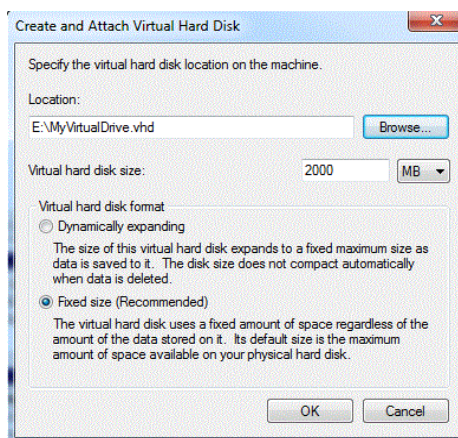 Create and Attach Virtual Hard Disk
Specify the virtual hard disk location on the machine.
Location:
E:\MyVirtualDrive.vhd
Browse...
Virtual hard disk size:
2000
MB
Virtual hard disk format
Dynamically expanding
The size of this virtual hard disk expands to a fixed maximum size as
data is saved to it.  The disk size does not compact automatically
when data is deleted.
Fixed size (Recommended)
The virtual hard disk uses a fixed amount of space regardless of the
amount of the data stored on it.  Its default size is the maximum
amount of space available on your physical hard disk.
OK
Cancel